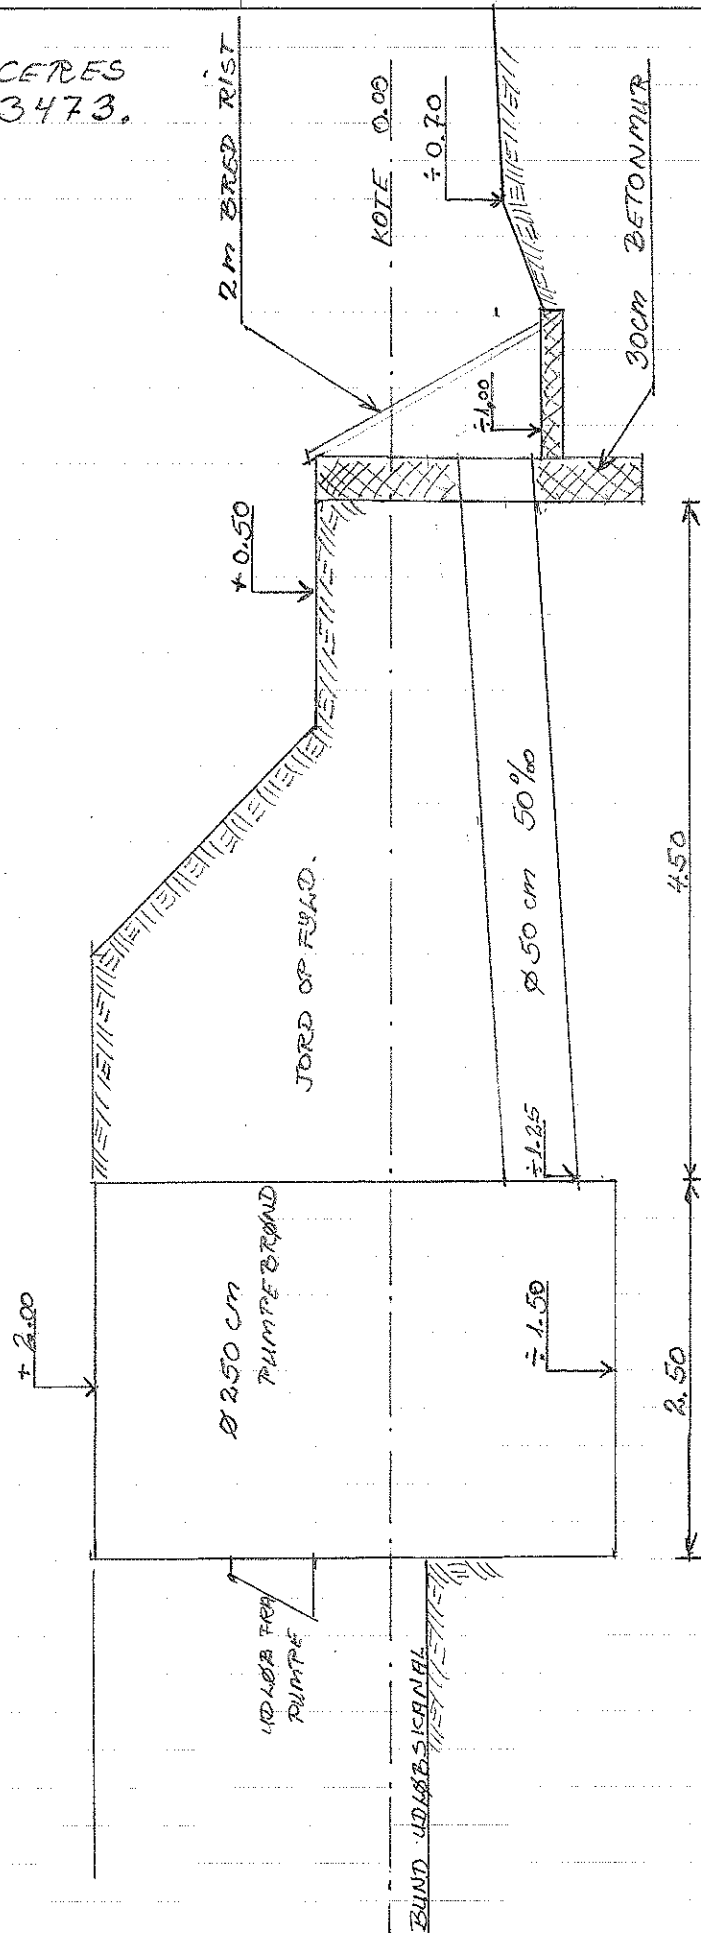 CERES
3473.
2 m BRED RIST
KOTE 0.00
÷ 0.70
30cm BETONMUR
÷1,00
+ 0.50
JORD OP FYLD.
Ø 50 cm 50‰
4.50
÷1.25
+ 2.00
Ø 250 cm
PUMPEBRØND
÷ 1.50
2.50
UDLØB FRA
PUMPE
BUND UDLØBSKANAL